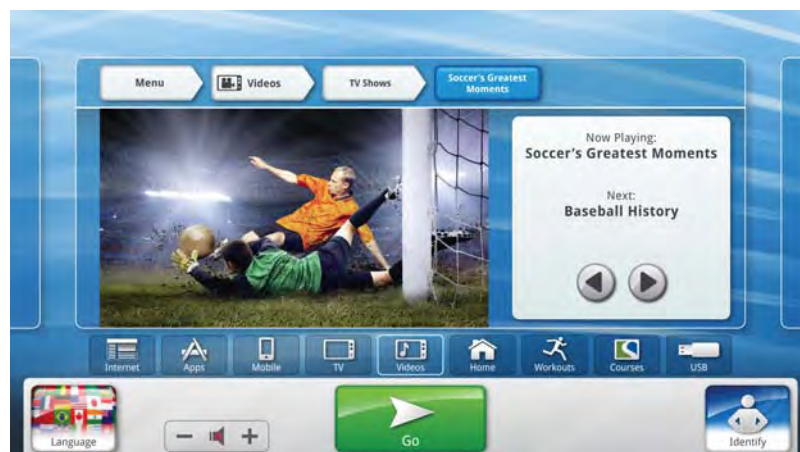 Menu
Videos
TV Shows
Soccer's Greatest
Moments
Now Playing:
Soccer's Greatest Moments
Next:
Baseball History
Internet
Apps
Mobile
TV
Videos
Home
Workouts
Courses
USB
Language
Go
Identify